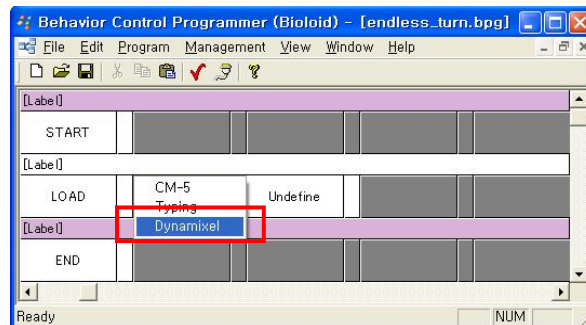 Behavior Control Programmer (Bioloid) - [endless_turn.bpg]
File Edit Program Management View Window Help
[Label]
START
[Label]
LOAD CM-5 Undefine
Typing
Dynamixel
[Label]
END
Ready NUM